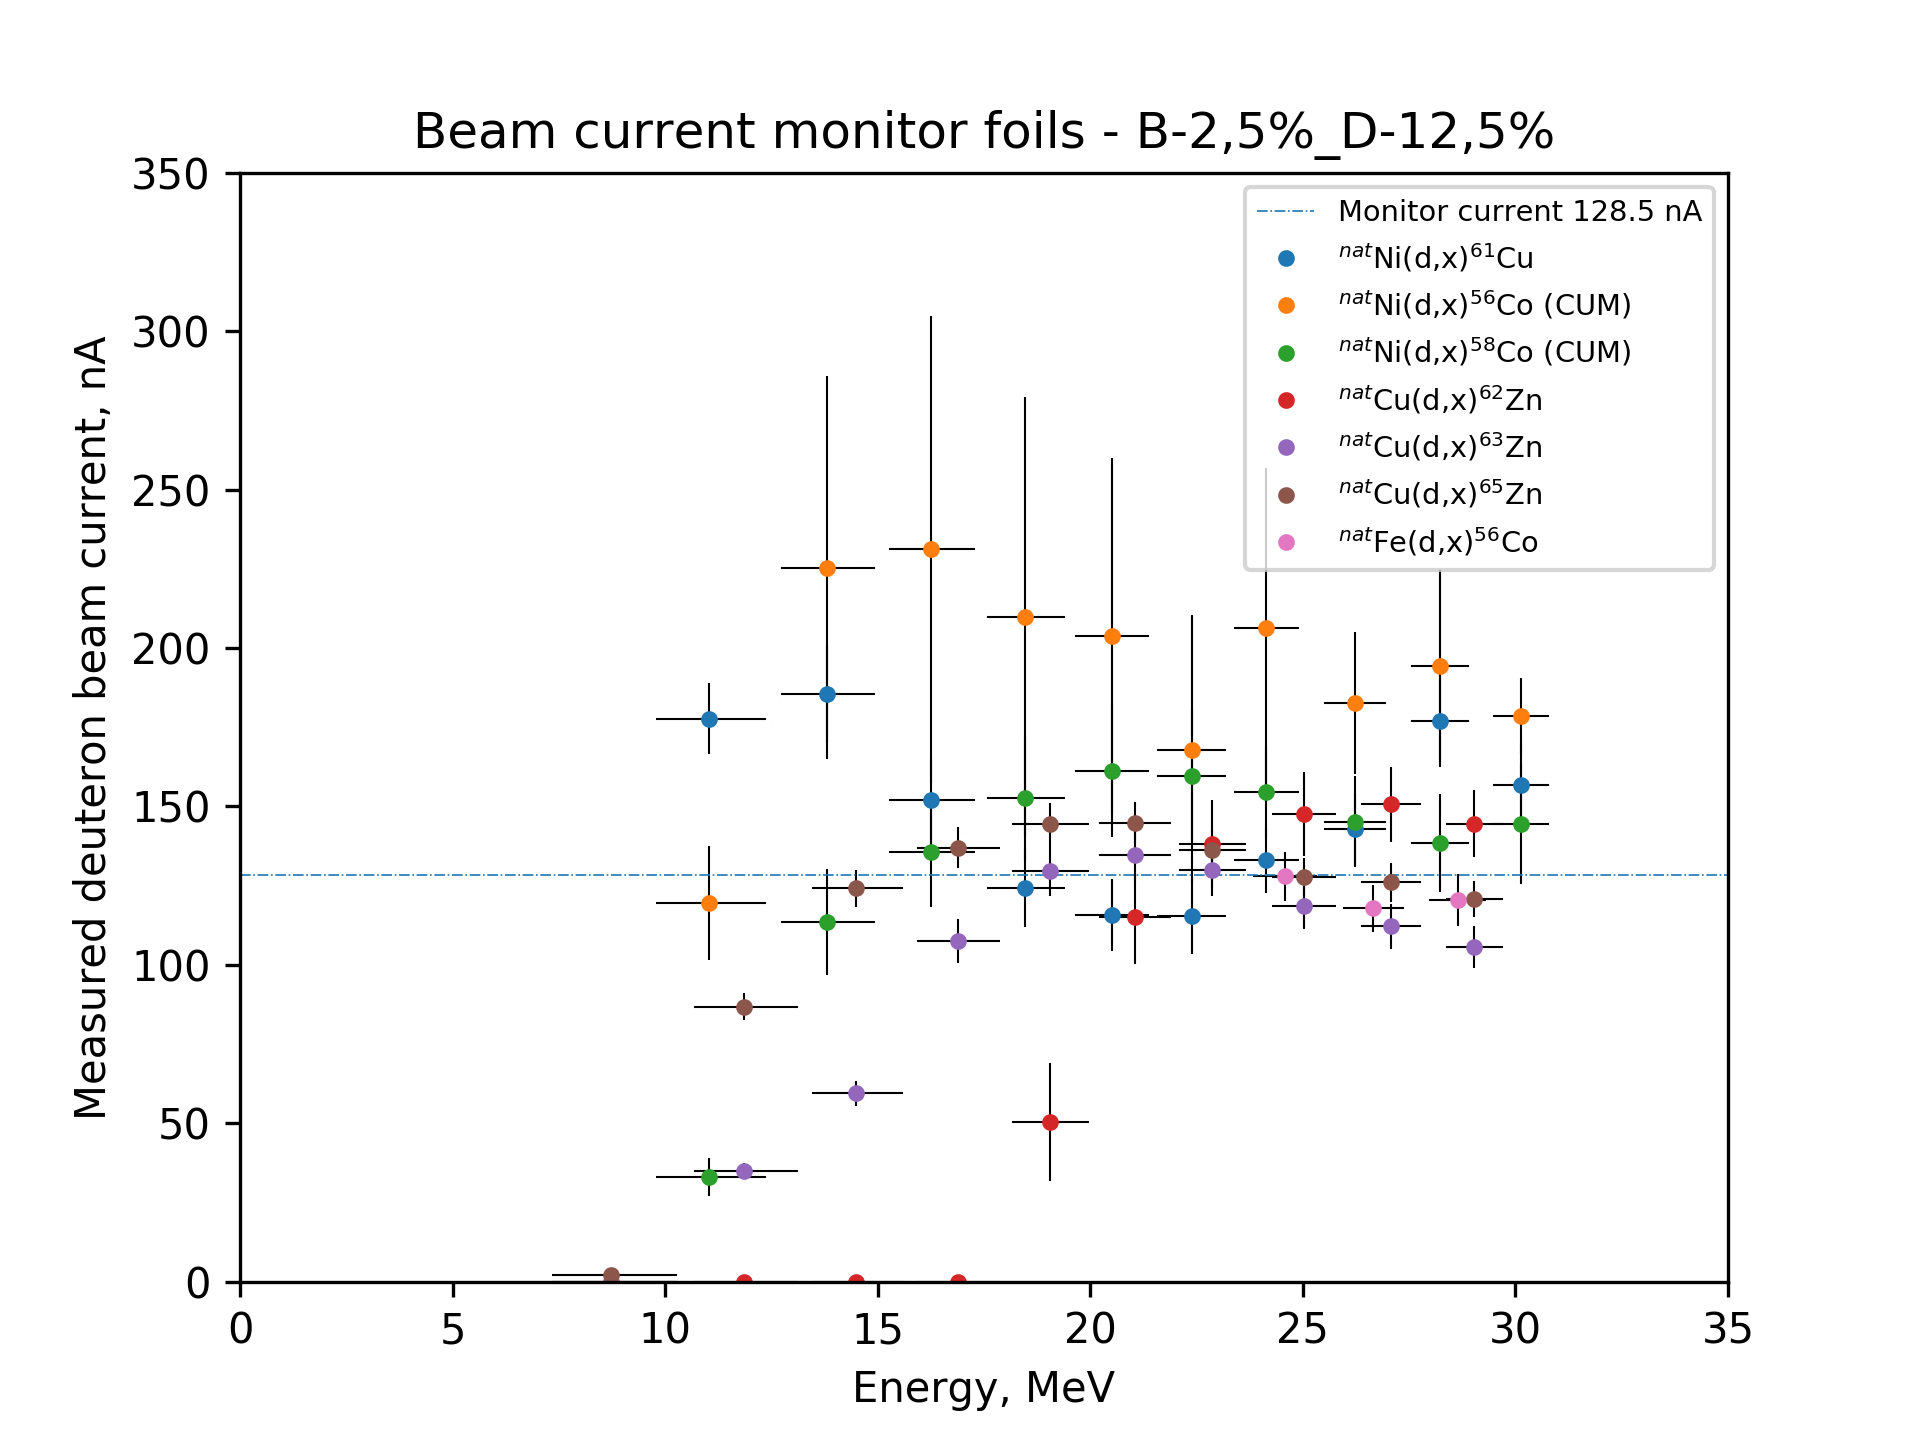 Beam current monitor foils - B-2,5%_D-12,5%
Measured deuteron beam current, nA
350
300
250
200
150
100
50
0
Monitor current 128.5 nA
natNi(d,x)61Cu
natNi(d,x)56Co (CUM)
natNi(d,x)58Co (CUM)
natCu(d,x)62Zn
natCu(d,x)63Zn
natCu(d,x)65Zn
natFe(d,x)56Co
0 5 10 15 20 25 30 35
Energy, MeV